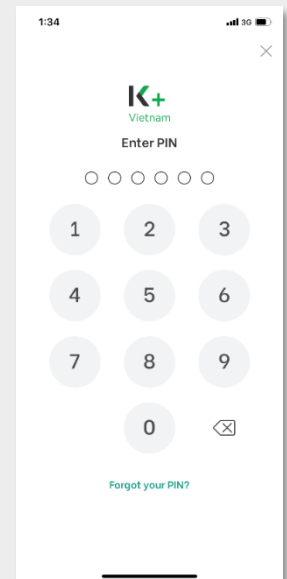 1:34 3G
K+
Vietnam
Enter PIN
1 2 3
4 5 6
7 8 9
0
Forgot your PIN?